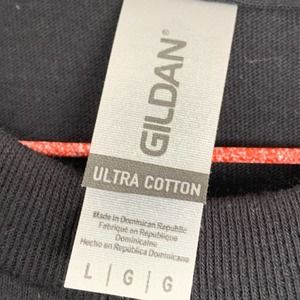 GILDAN®
ULTRA COTTON
Made in Dominican Republic
Fabriqué en République
Dominicaine
Hecho en República Dominicana
L | G | G